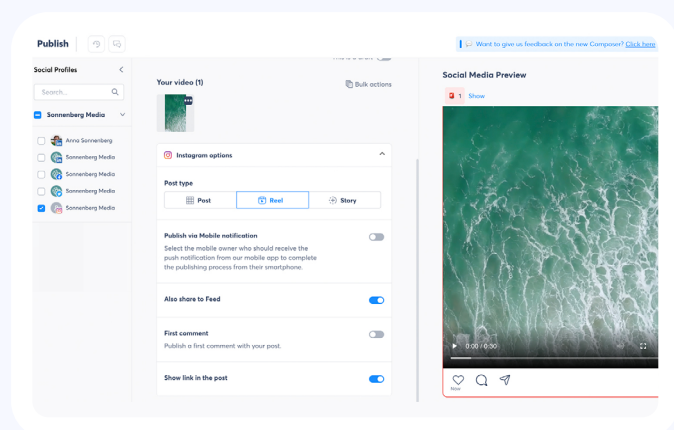 Publish
Want to give us feedback on the new Composer? Click here
Social Profiles
Search...
Sonnenberg Media
Anna Sonnenberg
Sonnenberg Media
Sonnenberg Media
Sonnenberg Media
Sonnenberg Media
Your video (1)
Bulk actions
Instagram options
Post type
Post
Reel
Story
Publish via Mobile notification
Select the mobile owner who should receive the
push notification from our mobile app to complete
the publishing process from their smartphone.
Also share to Feed
First comment
Publish a first comment with your post.
Show link in the post
Social Media Preview
1 Show
0:00 / 0:30
Now